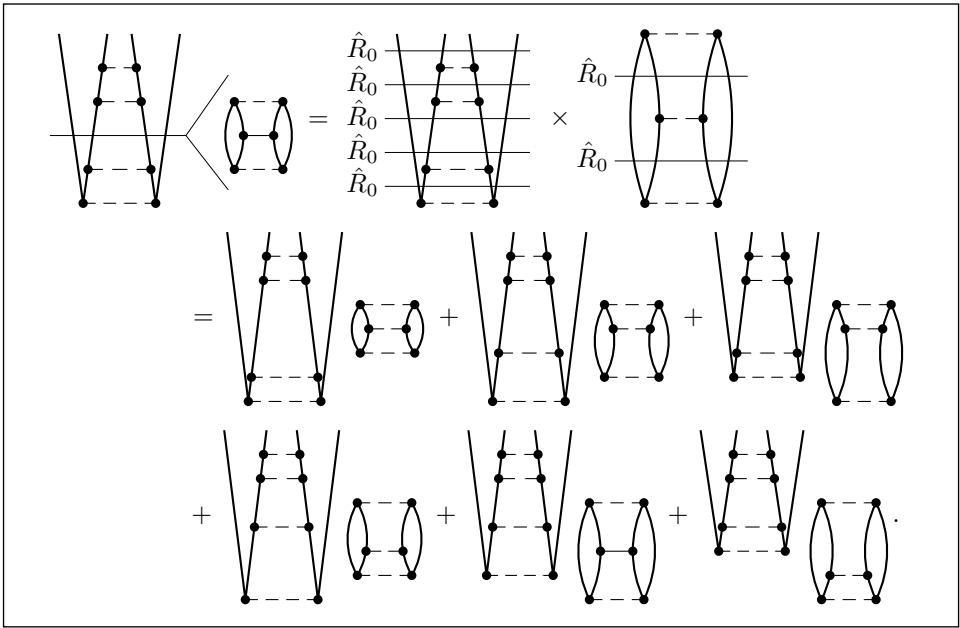 = R̂₀ R̂₀ R̂₀ R̂₀ R̂₀ × R̂₀ R̂₀
= + +
+ + + .